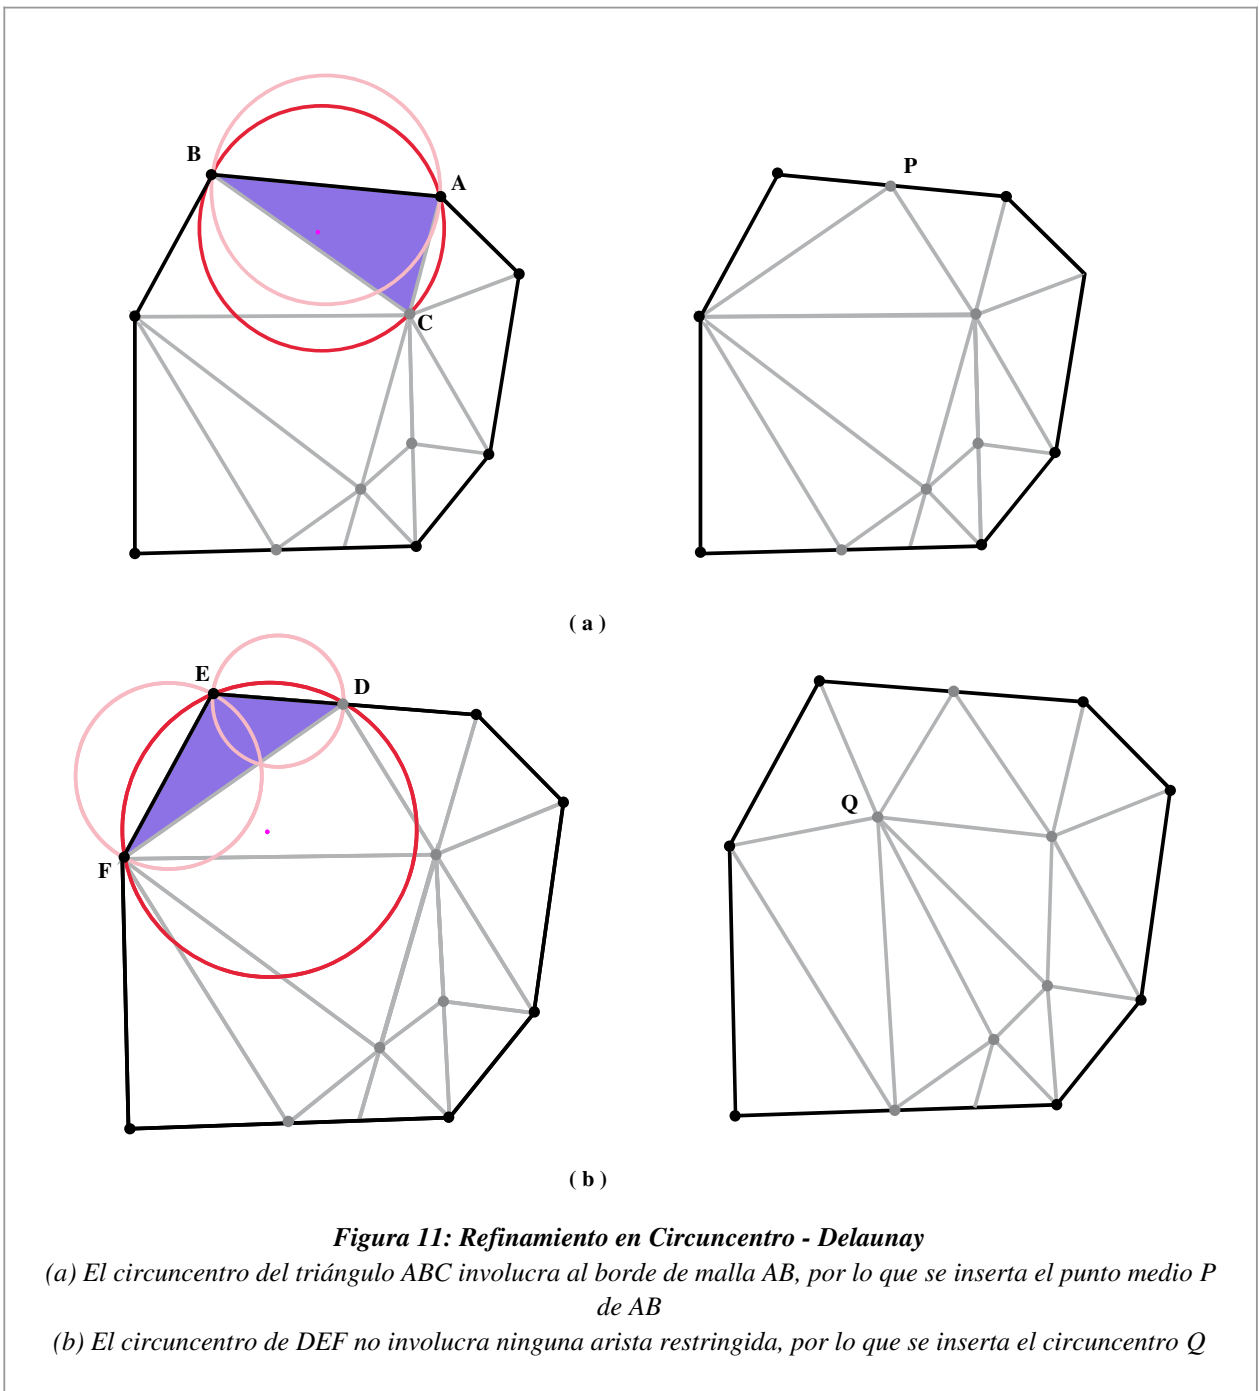 B
A
C
P
( a )
E
D
F
Q
( b )
Figura 11: Refinamiento en Circuncentro - Delaunay
(a) El circuncentro del triángulo ABC involucra al borde de malla AB, por lo que se inserta el punto medio P
de AB
(b) El circuncentro de DEF no involucra ninguna arista restringida, por lo que se inserta el circuncentro Q